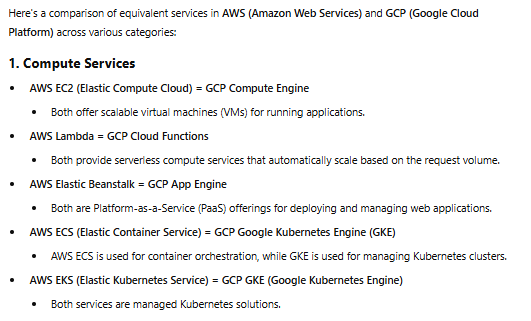 Here's a comparison of equivalent services in AWS (Amazon Web Services) and GCP (Google Cloud
Platform) across various categories:
1. Compute Services
• AWS EC2 (Elastic Compute Cloud) = GCP Compute Engine
• Both offer scalable virtual machines (VMs) for running applications.
• AWS Lambda = GCP Cloud Functions
• Both provide serverless compute services that automatically scale based on the request volume.
• AWS Elastic Beanstalk = GCP App Engine
• Both are Platform-as-a-Service (PaaS) offerings for deploying and managing web applications.
• AWS ECS (Elastic Container Service) = GCP Google Kubernetes Engine (GKE)
• AWS ECS is used for container orchestration, while GKE is used for managing Kubernetes clusters.
• AWS EKS (Elastic Kubernetes Service) = GCP GKE (Google Kubernetes Engine)
• Both services are managed Kubernetes solutions.